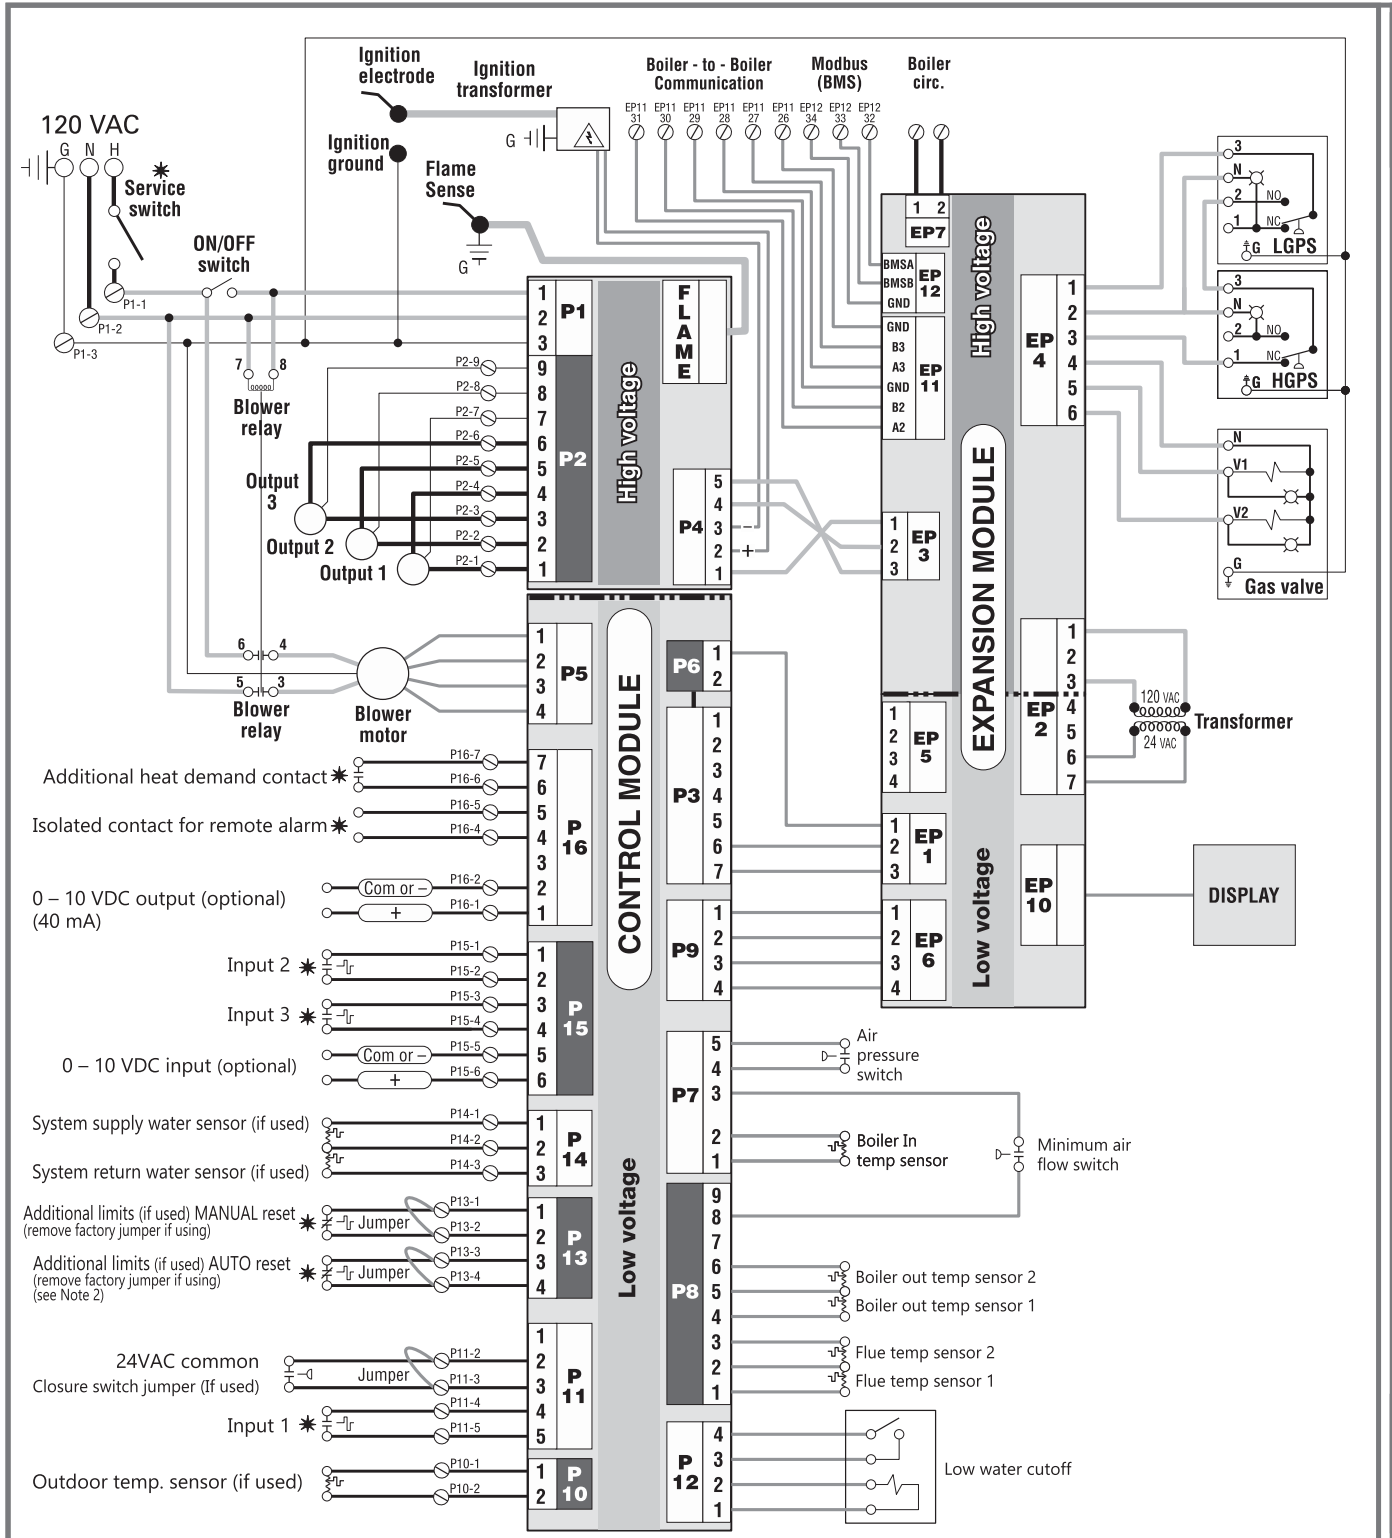 Ignition
electrode
Ignition
transformer
Boiler - to - Boiler
Communication
Modbus
(BMS)
Boiler
circ.
EP11 31
EP11 30
EP11 29
EP11 28
EP11 27
EP11 26
EP12 34
EP12 33
EP12 32
120 VAC
G N H
Service
switch
Ignition
ground
G
Flame
Sense
G
ON/OFF
switch
P1-1
P1-2
P1-3
7 8
Blower
relay
1
2
3
P1
FLAME
High voltage
P2-9 9
P2-8 8
P2-7 7
P2-6 6
P2-5 5
P2-4 4
P2-3 3
P2-2 2
P2-1 1
P2
Output
3
Output 2
Output 1
P4
5
4
3 –
2 +
1
1 2
EP7
High voltage
BMSA
BMSB
GND
EP
12
GND
B3
A3
GND
B2
A2
EP
11
1
2
3
EP
3
EP
4
1
2
3
4
5
6
3
N
2 NO
1 NC
G LGPS
3
N
2 NO
1 NC
G HGPS
N
V1
V2
G
Gas valve
EXPANSION MODULE
6 4
5 3
Blower
relay
Blower
motor
1
2
3
4
P5
CONTROL MODULE
P6
1
2
P3
1
2
3
4
5
6
7
1
2
3
4
EP
5
1
2
3
EP
1
1
2
3
4
EP
6
Low voltage
EP
2
1
2
3
4
5
6
7
120 VAC
24 VAC
Transformer
EP
10
DISPLAY
P9
1
2
3
4
Additional heat demand contact
P16-7 7
P16-6 6
Isolated contact for remote alarm
P16-5 5
P16-4 4
3
0 – 10 VDC output (optional)
(40 mA)
Com or – P16-2 2
+ P16-1 1
P
16
Input 2
P15-1 1
P15-2 2
Input 3
P15-3 3
P15-4 4
0 – 10 VDC input (optional)
Com or – P15-5 5
+ P15-6 6
P
15
System supply water sensor (if used)
P14-1 1
P14-2 2
System return water sensor (if used)
P14-3 3
P
14
Additional limits (if used) MANUAL reset
(remove factory jumper if using)
Jumper
P13-1 1
P13-2 2
Additional limits (if used) AUTO reset
(remove factory jumper if using)
(see Note 2)
Jumper
P13-3 3
P13-4 4
P
13
1
24VAC common
P11-2 2
Closure switch jumper (If used)
Jumper
P11-3 3
Input 1
P11-4 4
P11-5 5
P
11
Outdoor temp. sensor (if used)
P10-1 1
P10-2 2
P
10
Low voltage
P7
5
4
3
2
1
Air
pressure
switch
Boiler In
temp sensor
Minimum air
flow switch
P8
9
8
7
6
5
4
3
2
1
Boiler out temp sensor 2
Boiler out temp sensor 1
Flue temp sensor 2
Flue temp sensor 1
P
12
4
3
2
1
Low water cutoff